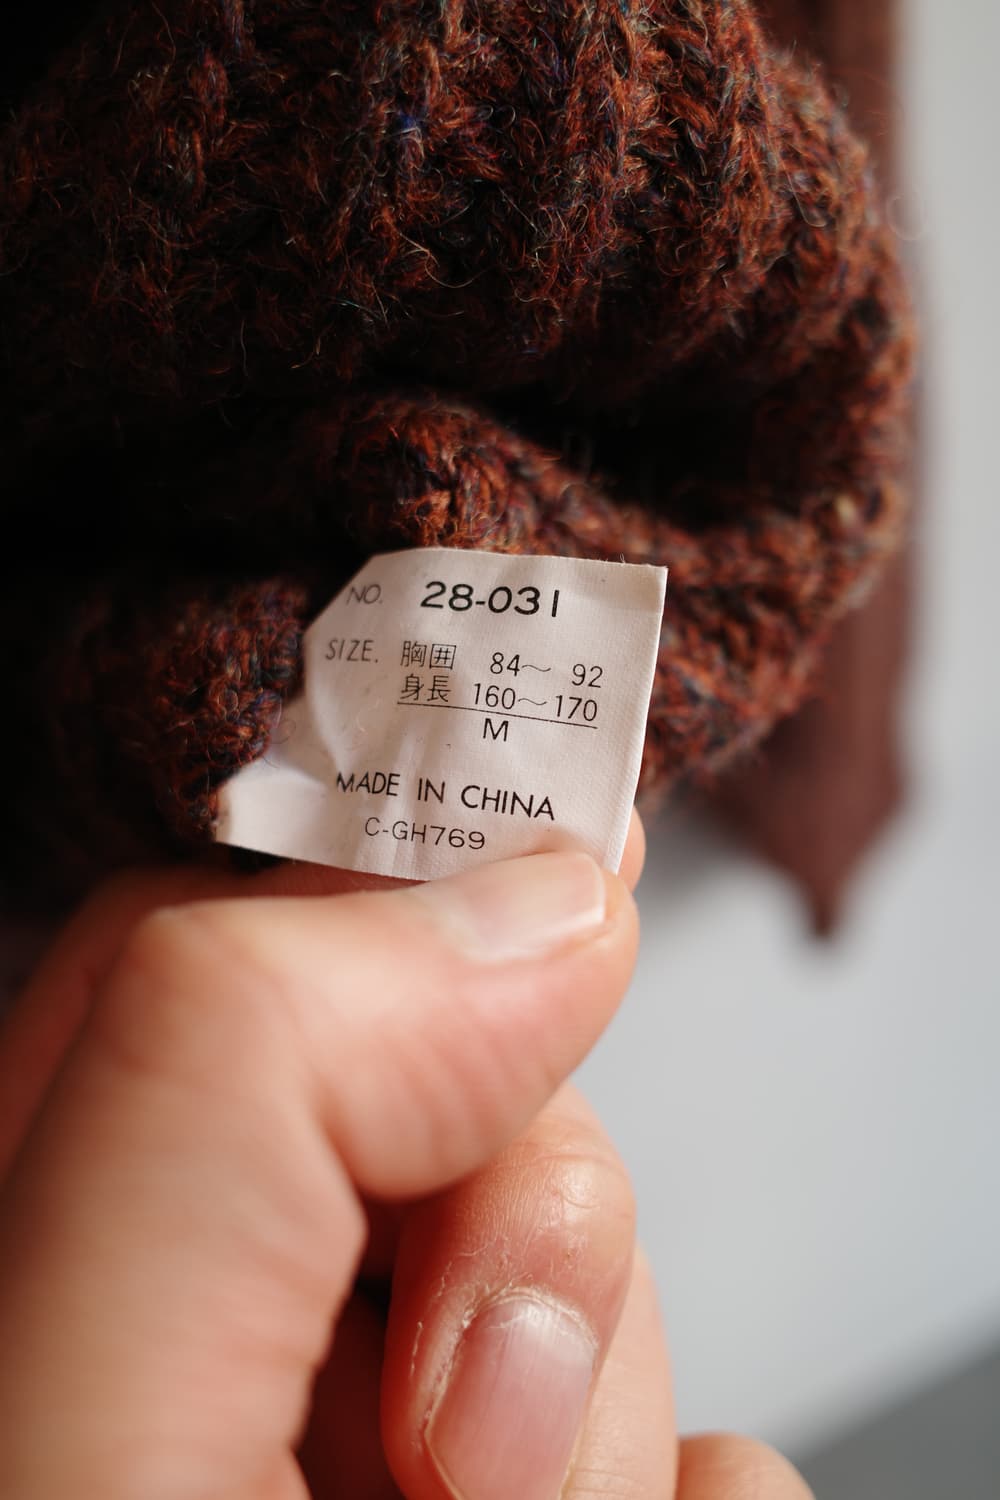 NO. 28-031
SIZE. 胸囲 84〜 92
身長 160〜170
M
MADE IN CHINA
C-GH769